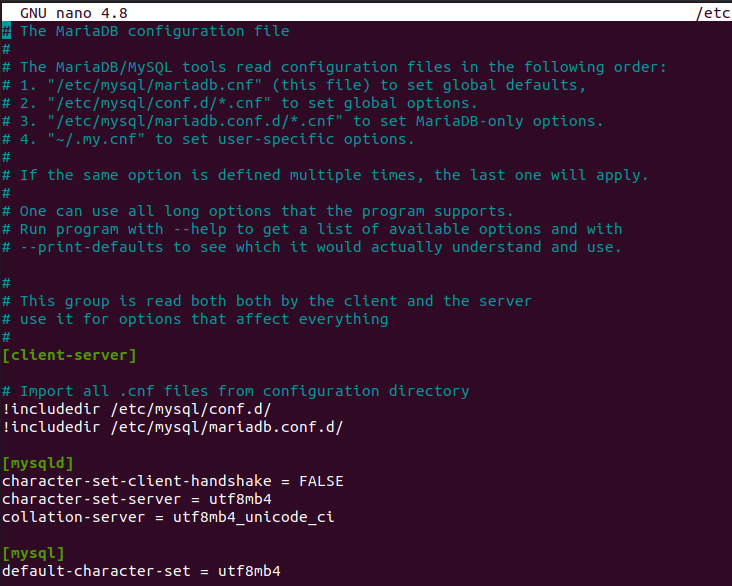 GNU nano 4.8 /etc
# The MariaDB configuration file
#
# The MariaDB/MySQL tools read configuration files in the following order:
# 1. "/etc/mysql/mariadb.cnf" (this file) to set global defaults,
# 2. "/etc/mysql/conf.d/*.cnf" to set global options.
# 3. "/etc/mysql/mariadb.conf.d/*.cnf" to set MariaDB-only options.
# 4. "~/.my.cnf" to set user-specific options.
#
# If the same option is defined multiple times, the last one will apply.
#
# One can use all long options that the program supports.
# Run program with --help to get a list of available options and with
# --print-defaults to see which it would actually understand and use.
#
# This group is read both both by the client and the server
# use it for options that affect everything
#
[client-server]
# Import all .cnf files from configuration directory
!includedir /etc/mysql/conf.d/
!includedir /etc/mysql/mariadb.conf.d/
[mysqld]
character-set-client-handshake = FALSE
character-set-server = utf8mb4
collation-server = utf8mb4_unicode_ci
[mysql]
default-character-set = utf8mb4